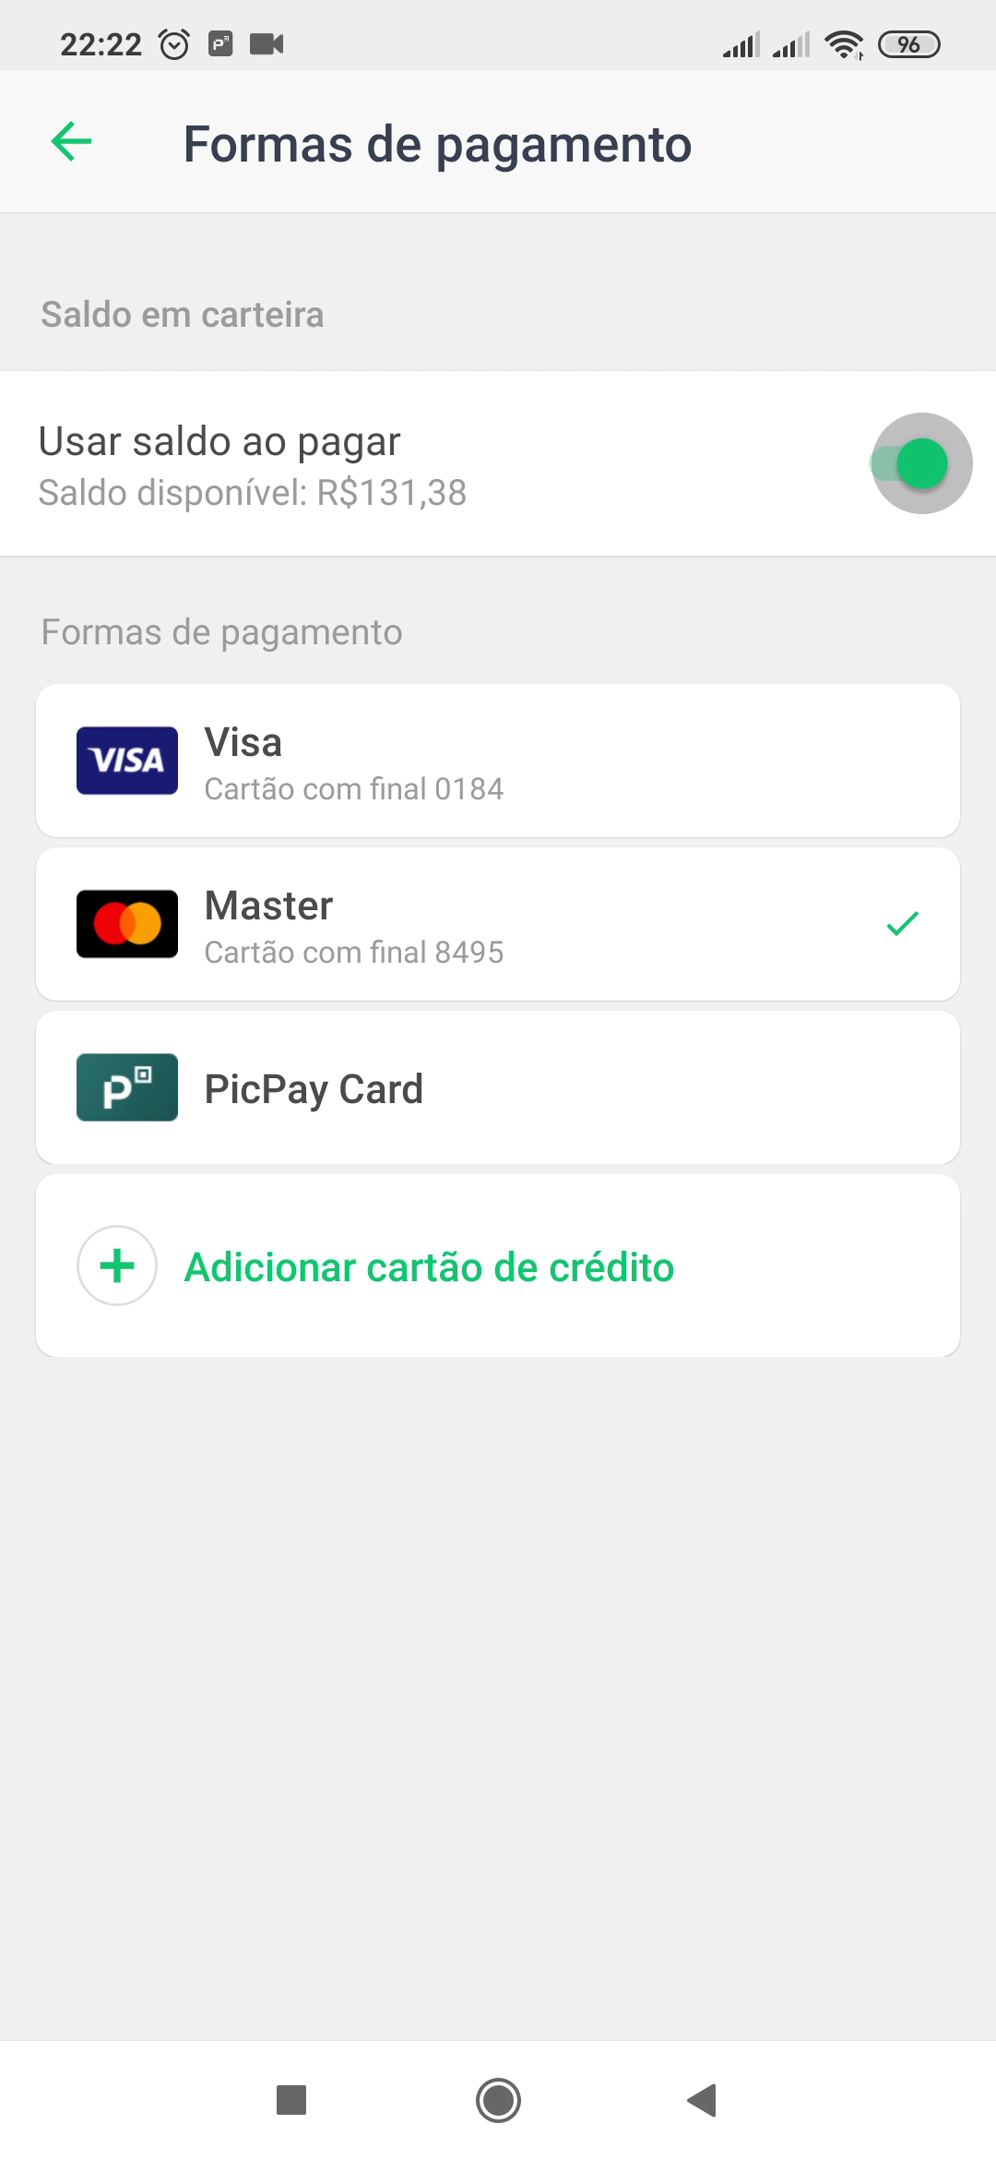 22:22
96
Formas de pagamento
Saldo em carteira
Usar saldo ao pagar
Saldo disponível: R$131,38
Formas de pagamento
VISA
Visa
Cartão com final 0184
Master
Cartão com final 8495
P
PicPay Card
Adicionar cartão de crédito